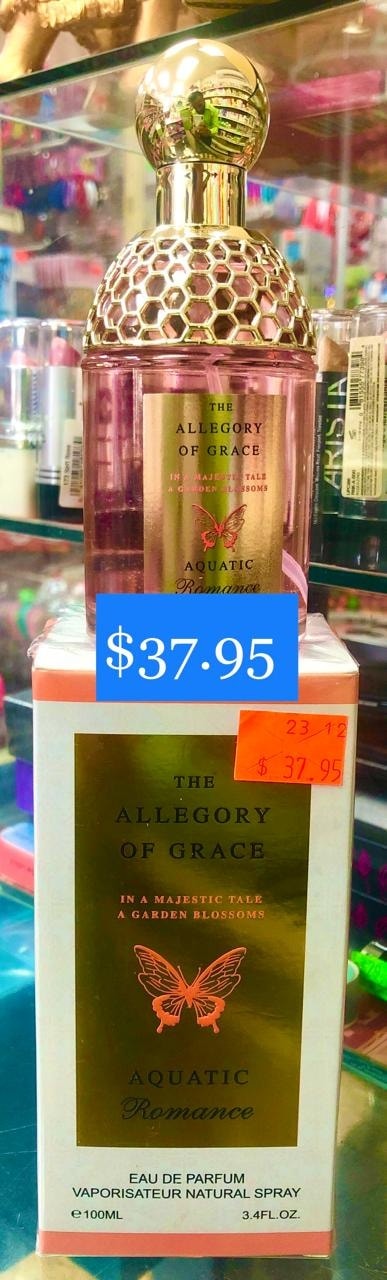 THE
ALLEGORY
OF GRACE
IN A MAJESTIC TALE
A GARDEN BLOSSOMS
AQUATIC
Romance
ARISTA
$37.95
23 12
$ 37.95
THE
ALLEGORY
OF GRACE
IN A MAJESTIC TALE
A GARDEN BLOSSOMS
AQUATIC
Romance
EAU DE PARFUM
VAPORISATEUR NATURAL SPRAY
e100ML 3.4FL.OZ.